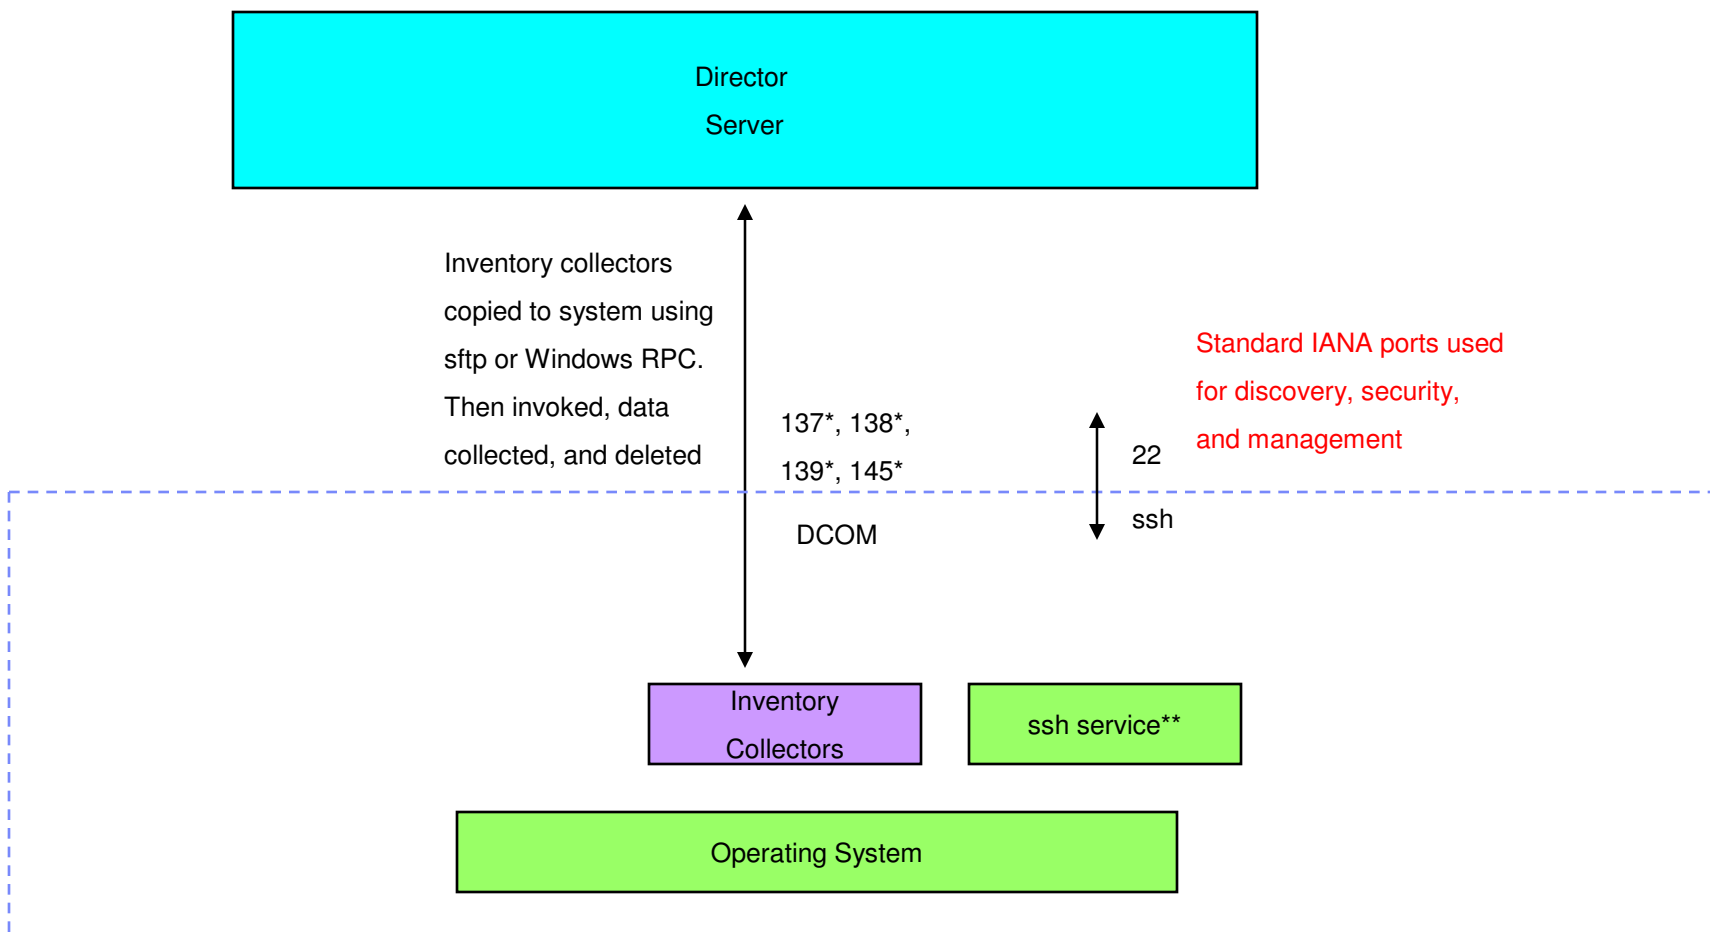 Director
Server
Inventory collectors
copied to system using
sftp or Windows RPC.
Then invoked, data
collected, and deleted
137*, 138*,
139*, 145*
DCOM
22
ssh
Standard IANA ports used
for discovery, security,
and management
Inventory
Collectors
ssh service**
Operating System